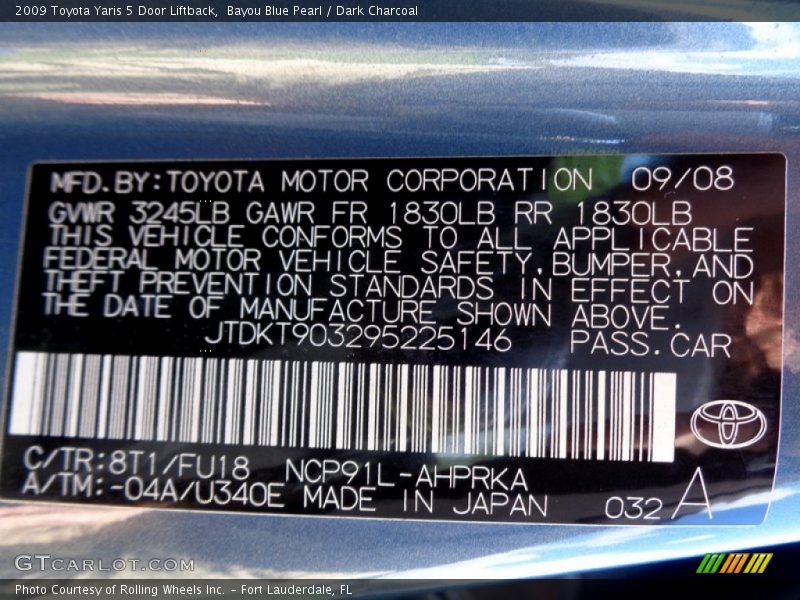 2009 Toyota Yaris 5 Door Liftback,  Bayou Blue Pearl / Dark Charcoal
MFD.BY:TOYOTA MOTOR CORPORATION 09/08
GVWR 3245LB GAWR FR 1830LB RR 1830LB
THIS VEHICLE CONFORMS TO ALL APPLICABLE
FEDERAL MOTOR VEHICLE SAFETY,BUMPER,AND
THEFT PREVENTION STANDARDS IN EFFECT ON
THE DATE OF MANUFACTURE SHOWN ABOVE.
JTDKT903295225146 PASS.CAR
C/TR:8T1/FU18 NCP91L-AHPRKA
A/TM:-04A/U340E MADE IN JAPAN 032 A
GTCARLOT.COM
Photo Courtesy of Rolling Wheels Inc. – Fort Lauderdale, FL